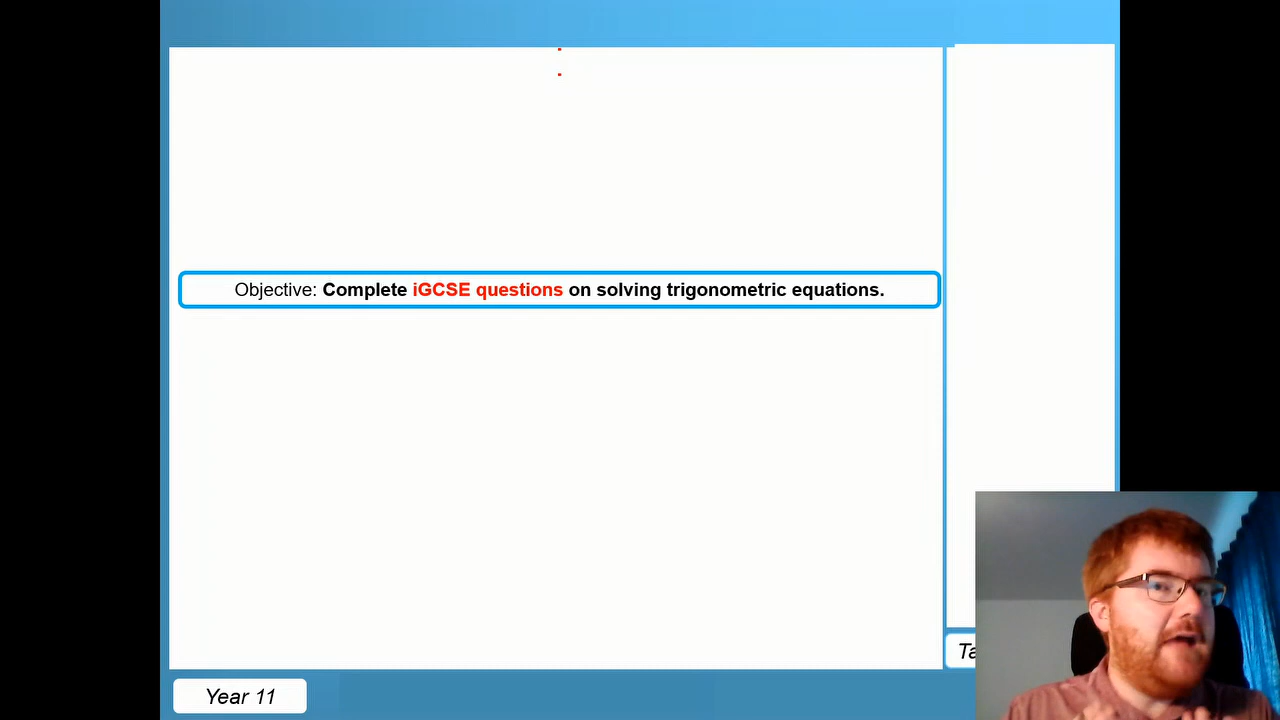 Objective: Complete iGCSE questions on solving trigonometric equations.
Year 11